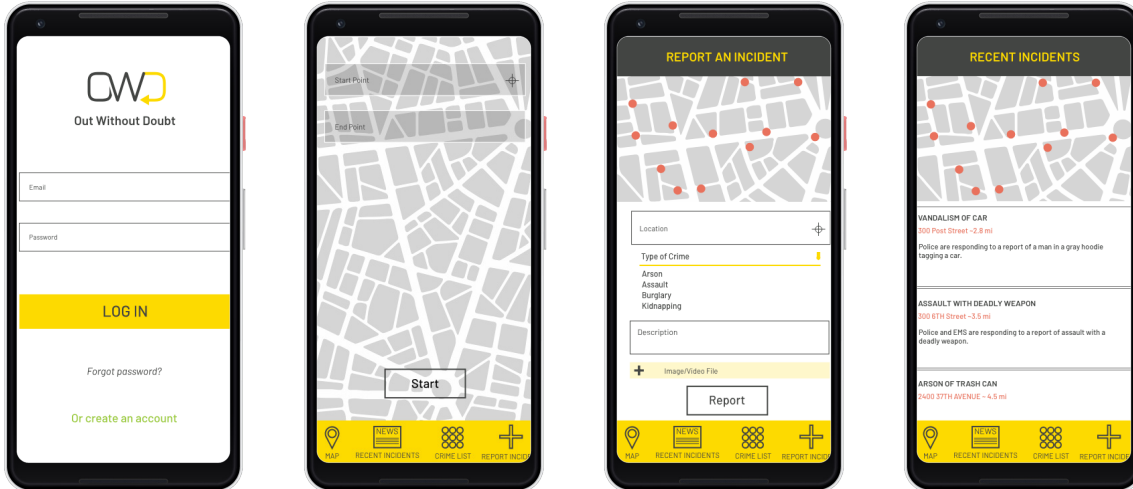 OWD
Out Without Doubt
Email
Password
LOG IN
Forgot password?
Or create an account
Start Point
End Point
Start
NEWS
MAP RECENT INCIDENTS CRIME LIST REPORT INCIDE
REPORT AN INCIDENT
Location
Type of Crime
Arson
Assault
Burglary
Kidnapping
Description
Image/Video File
Report
NEWS
MAP RECENT INCIDENTS CRIME LIST REPORT INCIDE
RECENT INCIDENTS
VANDALISM OF CAR
300 Post Street ~2.8 mi
Police are responding to a report of a man in a gray hoodie
tagging a car.
ASSAULT WITH DEADLY WEAPON
300 6TH Street ~3.5 mi
Police and EMS are responding to a report of assault with a
deadly weapon.
ARSON OF TRASH CAN
2400 37TH AVENUE ~ 4.5 mi
NEWS
MAP RECENT INCIDENTS CRIME LIST REPORT INCIDE